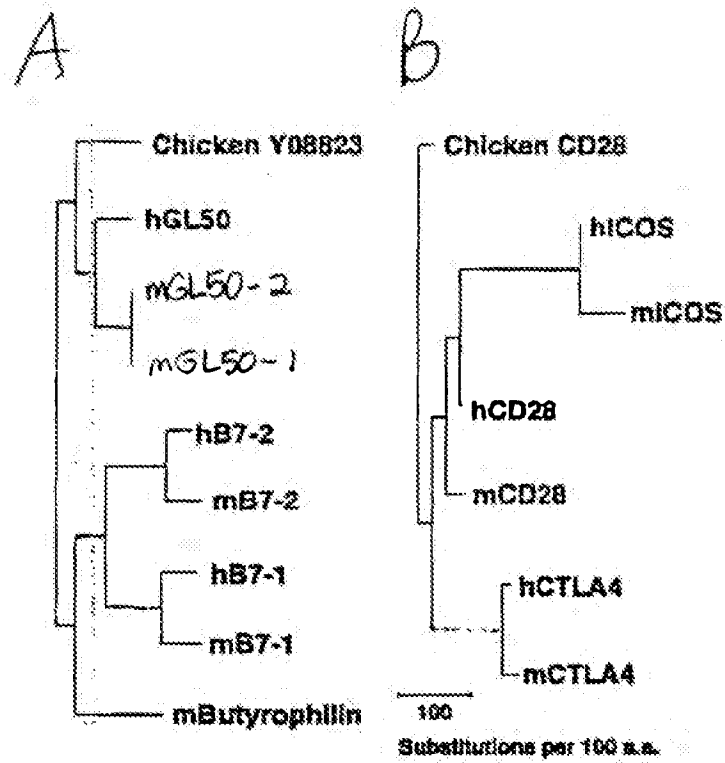 A
B
Chicken Y08823
hGL50
mGL50-2
mGL50-1
hB7-2
mB7-2
hB7-1
mB7-1
mButyrophilin
Chicken CD28
hICOS
mICOS
hCD28
mCD28
hCTLA4
mCTLA4
100
Substitutions per 100 a.a.